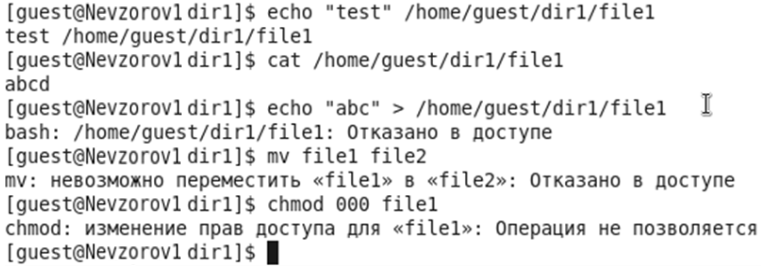 [guest@Nevzorov1 dir1]$ echo "test" /home/guest/dir1/file1
test /home/guest/dir1/file1
[guest@Nevzorov1 dir1]$ cat /home/guest/dir1/file1
abcd
[guest@Nevzorov1 dir1]$ echo "abc" > /home/guest/dir1/file1
bash: /home/guest/dir1/file1: Отказано в доступе
[guest@Nevzorov1 dir1]$ mv file1 file2
mv: невозможно переместить «file1» в «file2»: Отказано в доступе
[guest@Nevzorov1 dir1]$ chmod 000 file1
chmod: изменение прав доступа для «file1»: Операция не позволяется
[guest@Nevzorov1 dir1]$